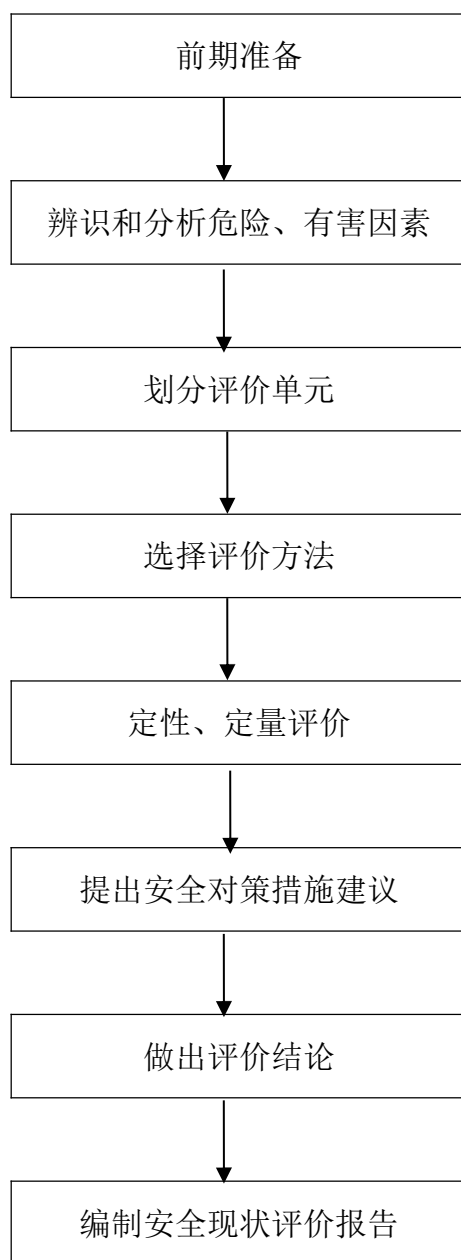 前期准备
辨识和分析危险、有害因素
划分评价单元
选择评价方法
定性、定量评价
提出安全对策措施建议
做出评价结论
编制安全现状评价报告